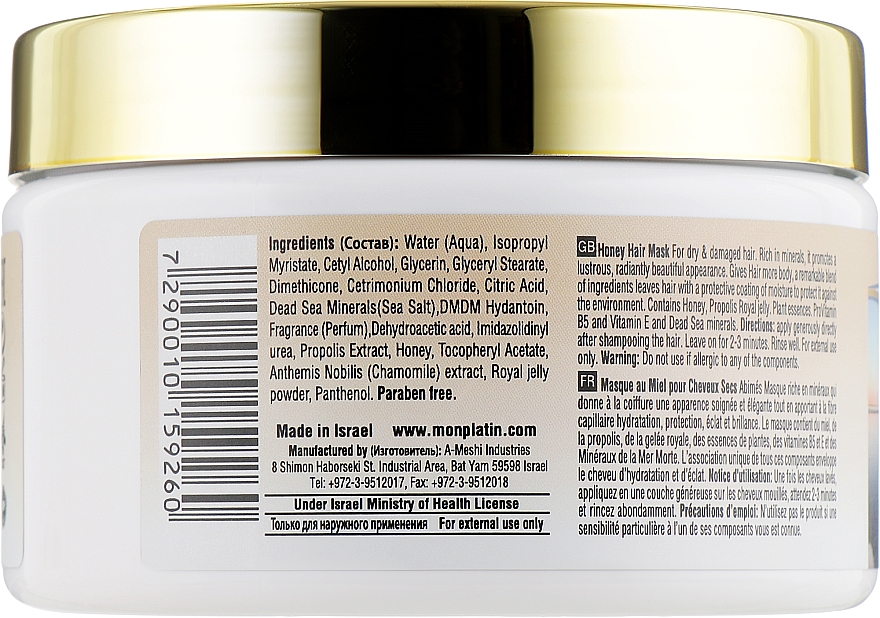 7 290010 159260
Ingredients (Состав): Water (Aqua), Isopropyl
Myristate, Cetyl Alcohol, Glycerin, Glyceryl Stearate,
Dimethicone, Cetrimonium Chloride, Citric Acid,
Dead Sea Minerals(Sea Salt),DMDM Hydantoin,
Fragrance (Perfum),Dehydroacetic aid, Imidazolidinyl
urea, Propolis Extract, Honey, Tocopheryl Acetate,
Anthemis Nobilis (Chamomile) extract, Royal jelly
powder, Panthenol. Paraben free.
Made in Israel www.monplatin.com
Manufactured by (Изготовитель): A-Meshi Industries
8 Shimon Haborseki St. Industrial Area, Bat Yam 59598 Israel
Tel: +972-3-9512017, Fax: +972-3-9512018
Under Israel Ministry of Health License
Только для наружного применения For external use only
GB Honey Hair Mask For dry & damaged hair. Rich in minerals, it promotes a
lustrous, radiantly beautiful appearance. Gives Hair more body, a remarkable blend
of ingredients leaves hair with a protective coating of moisture to protect it against
the environment. Contains Honey, Propolis Royal jelly. Plant essences. ProVitamin
B5 and Vitamin E and Dead Sea minerals. Directions: apply generously directly
after shampooing the hair. Leave on for 2-3 minutes. Rinse well. For external use
only. Warning: Do not use if allergic to any of the components.
FR Masque au Miel pour Cheveux Secs Abimés Masque riche en minéraux qui
donne à la coiffure une apparence soignée et élégante tout en apportant à la fibre
capillaire hydratation, protection, éclat et brillance. Le masque contient du miel, de
la propolis, de la gelée royale, des essences de plantes, des vitamines B5 et E et des
Minéraux de la Mer Morte. L'association unique de tous ces composants enveloppe
le cheveu d'hydratation et d'éclat. Notice d'utilisation: Une fois les cheveux lavés,
appliquez en une couche généreuse sur les cheveux mouillés, attendez 2-3 minutes
et rincez abondamment. Précautions d'emploi: N'utilisez pas le produit si une
sensibilité particulière à l'un de ses composants vous est connue.